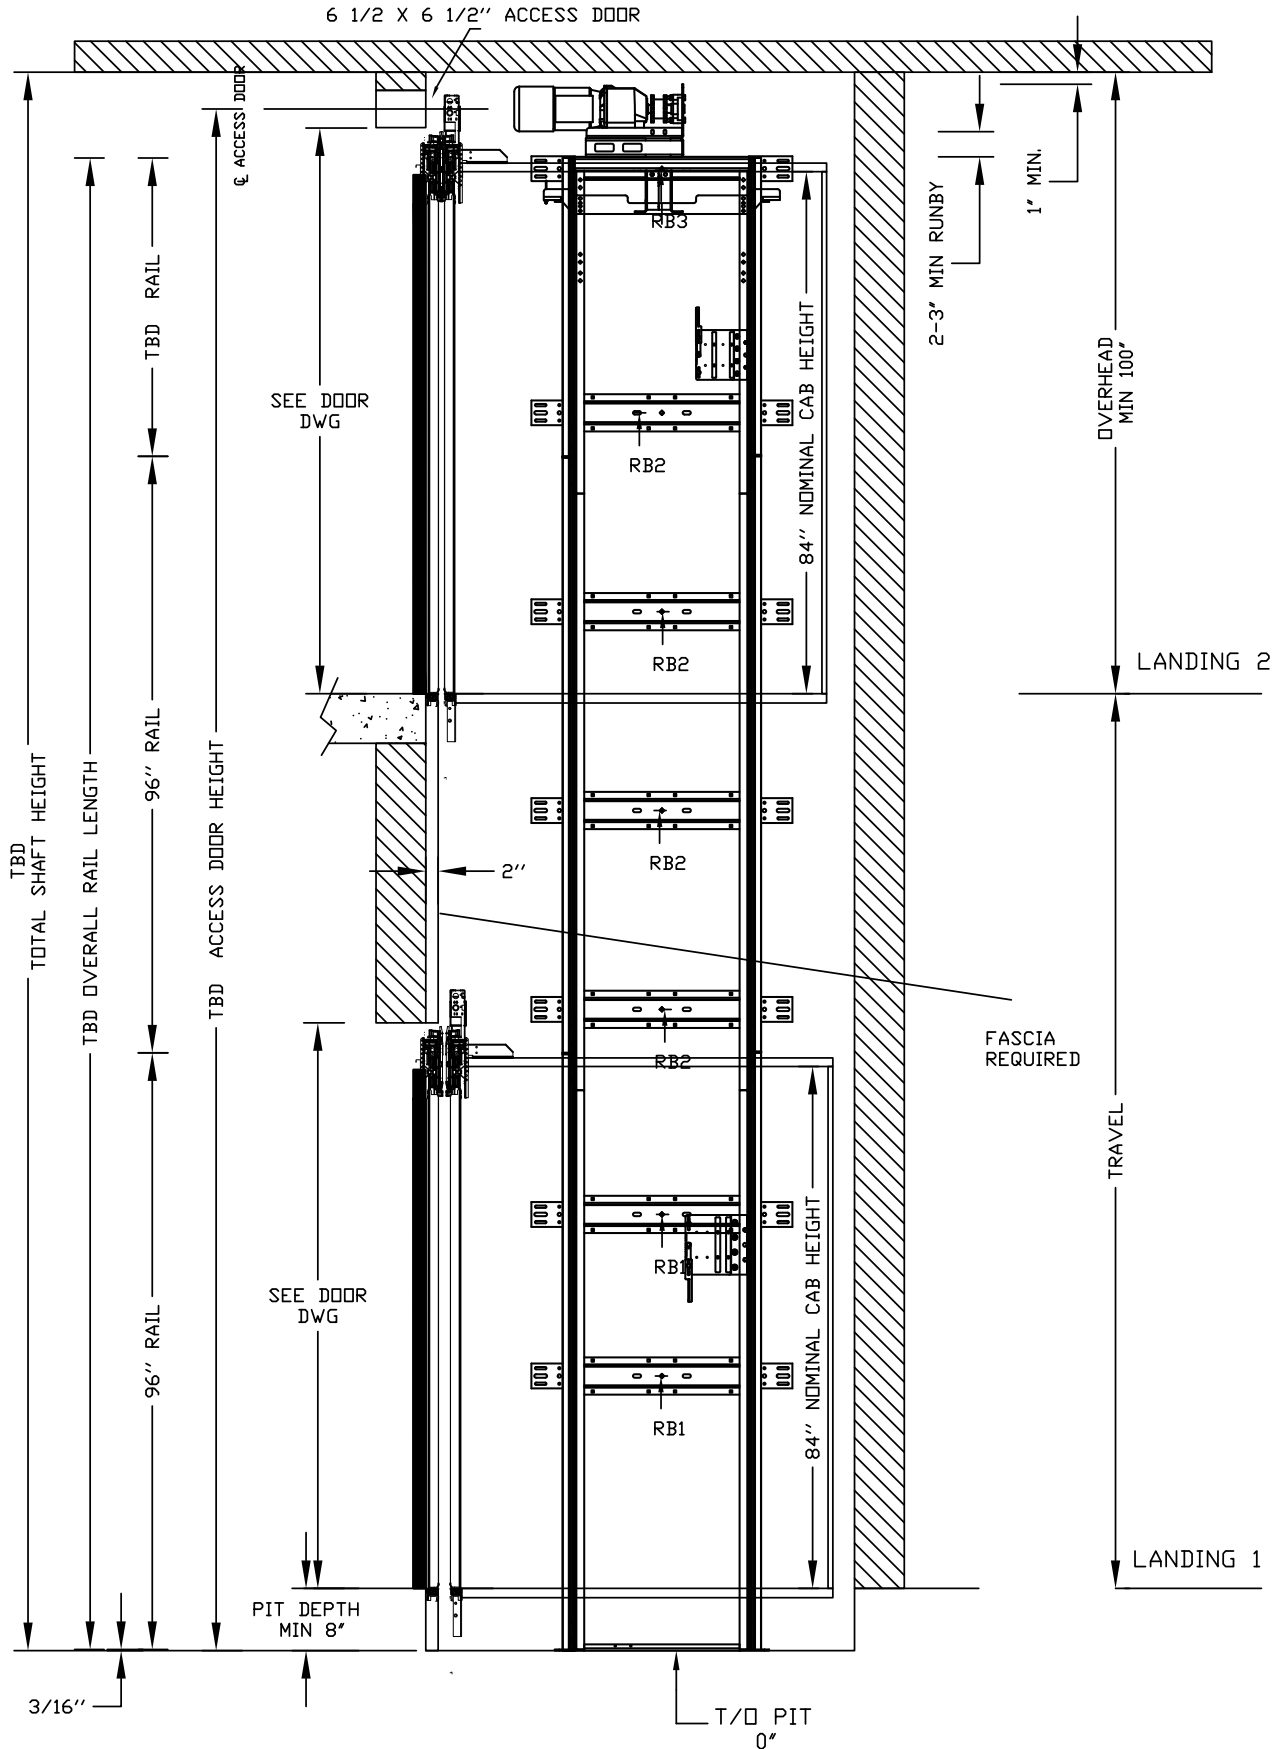 6 1/2 X 6 1/2'' ACCESS DOOR
℄ ACCESS DOOR
1" MIN.
2-3" MIN RUNBY
RB3
TBD RAIL
SEE DOOR
DWG
84'' NOMINAL CAB HEIGHT
OVERHEAD
MIN 100"
RB2
RB2
LANDING 2
TBD
TOTAL SHAFT HEIGHT
TBD OVERALL RAIL LENGTH
96'' RAIL
TBD ACCESS DOOR HEIGHT
RB2
2''
FASCIA
REQUIRED
RB2
TRAVEL
RB1
SEE DOOR
DWG
96'' RAIL
84'' NOMINAL CAB HEIGHT
RB1
LANDING 1
PIT DEPTH
MIN 8"
3/16''
T/O PIT
0"